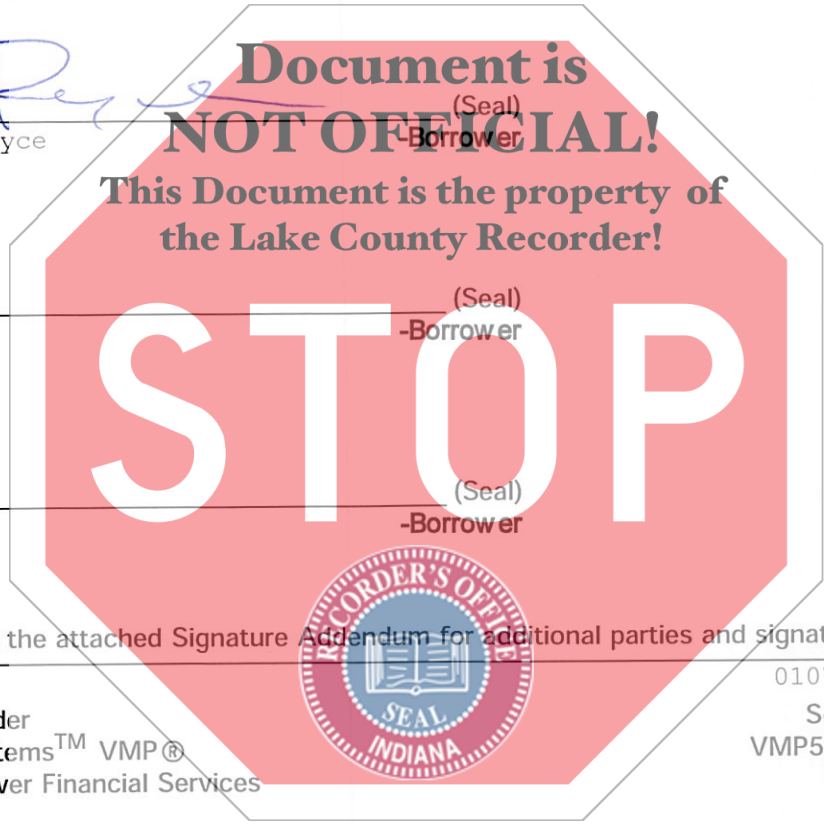 Document is
(Seal)
NOT OFFICIAL!
-Borrower
yce
This Document is the property of
the Lake County Recorder!
(Seal)
-Borrower
STOP
(Seal)
-Borrower
RECORDER'S OFFICE
the attached Signature Addendum for additional parties and signat
SEAL
INDIANA
010
der
tems™ VMP®
ver Financial Services
S
VMP5